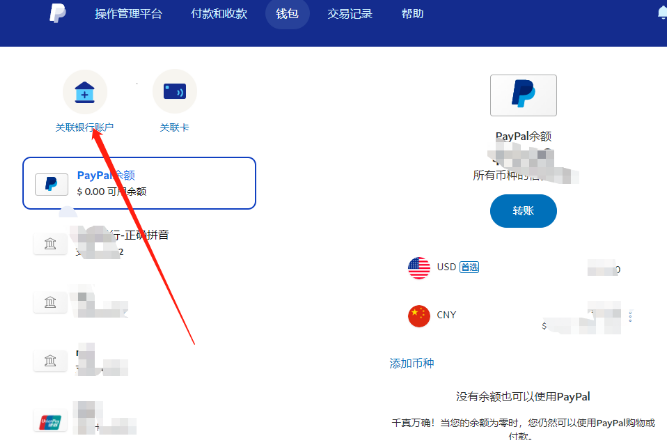 操作管理平台 付款和收款 钱包 交易记录 帮助
关联银行账户 关联卡
PayPal余额
$ 0.00 可用余额
行-正确拼音
2
PayPal余额
所有币种的
转账
USD 首选
0
CNY
$
添加币种
没有余额也可以使用PayPal
千真万确！当您的余额为零时，您仍然可以使用PayPal购物或
付款。